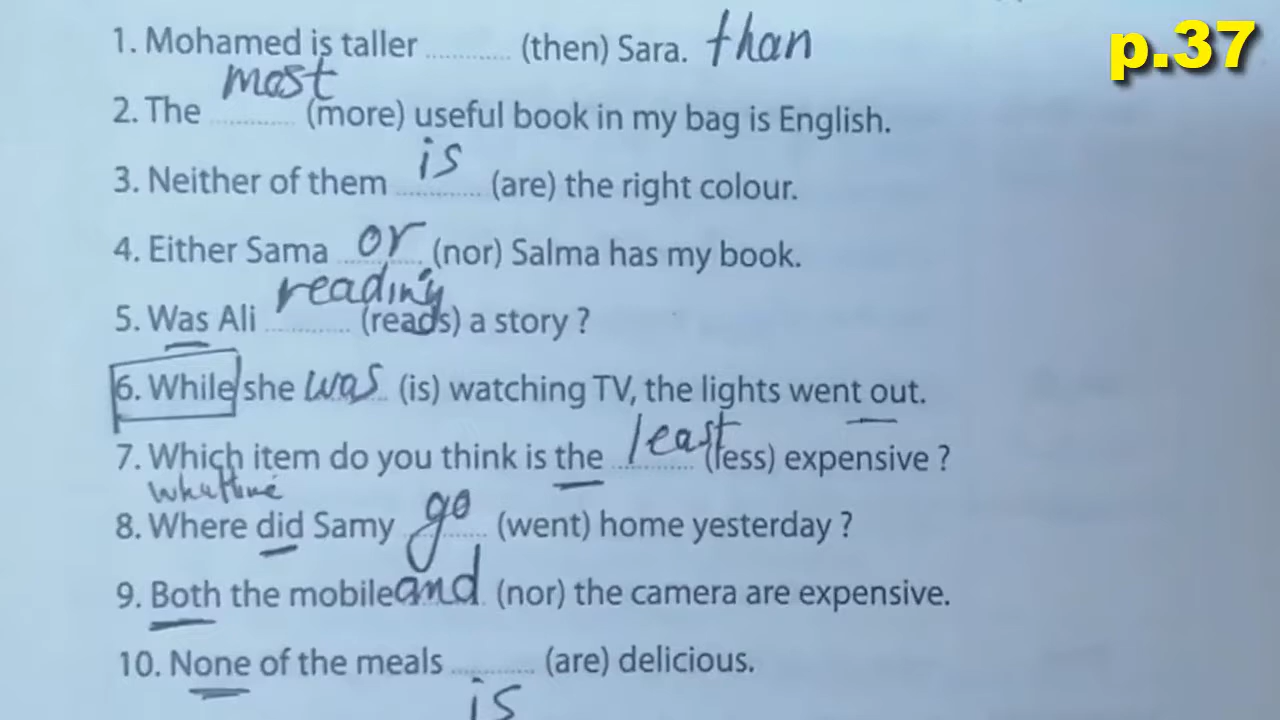 1. Mohamed is taller ............ (then) Sara. than
p.37
most
2. The ............ (more) useful book in my bag is English.
is
3. Neither of them ............ (are) the right colour.
or
4. Either Sama ............ (nor) Salma has my book.
reading
5. Was Ali ............ (reads) a story ?
6. While she was (is) watching TV, the lights went out.
least
7. Which item do you think is the ............ (less) expensive ?
what time
go
8. Where did Samy ............ (went) home yesterday ?
9. Both the mobile and (nor) the camera are expensive.
10. None of the meals ............ (are) delicious.
is